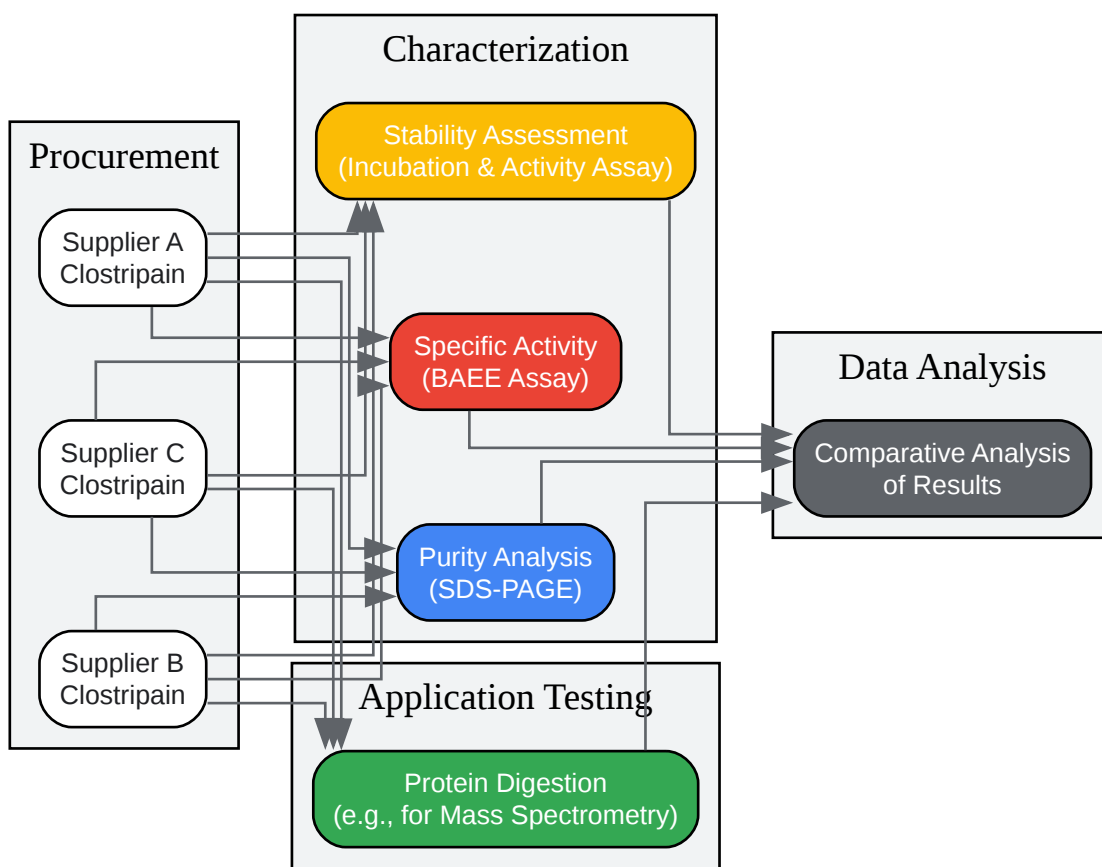 Procurement
Supplier A
Clostripain
Supplier C
Clostripain
Supplier B
Clostripain
Characterization
Stability Assessment
(Incubation & Activity Assay)
Specific Activity
(BAEE Assay)
Purity Analysis
(SDS-PAGE)
Application Testing
Protein Digestion
(e.g., for Mass Spectrometry)
Data Analysis
Comparative Analysis
of Results